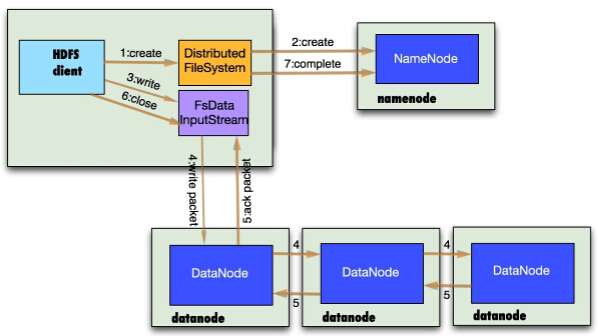 HDFS
client
1:create
Distributed
FileSystem
2:create
7:complete
NameNode
namenode
3:write
6:close
FsData
InputStream
4:write packet
5:ack packet
DataNode
datanode
4
5
DataNode
datanode
4
5
DataNode
datanode